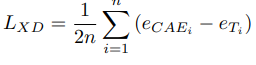 L_{XD} = \frac{1}{2n} \sum_{i=1}^{n} (e_{CAE_i} - e_{T_i})